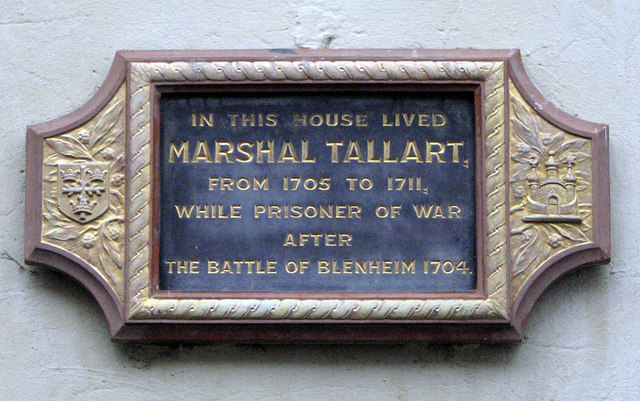 IN THIS HOUSE LIVED
MARSHAL TALLART,
FROM 1705 TO 1711,
WHILE PRISONER OF WAR
AFTER
THE BATTLE OF BLENHEIM 1704.